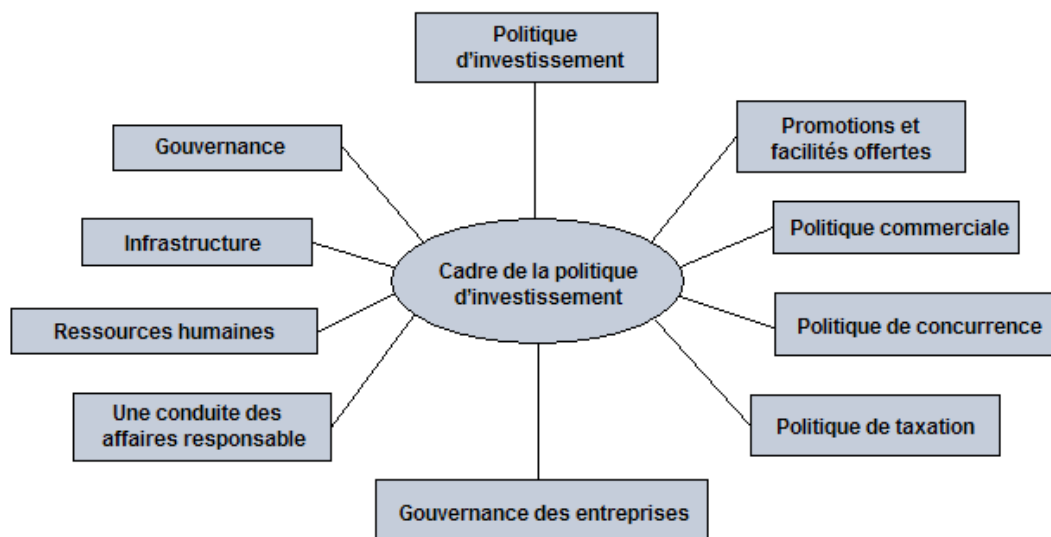 Politique
d'investissement
Promotions et
facilités offertes
Gouvernance
Politique commerciale
Infrastructure
Cadre de la politique
d'investissement
Ressources humaines
Politique de concurrence
Une conduite des
affaires responsable
Politique de taxation
Gouvernance des entreprises